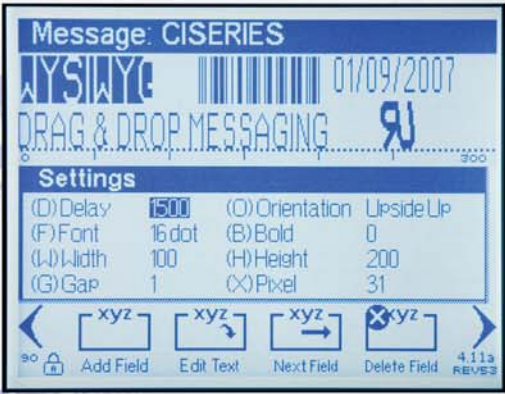 Message: CISERIES
WYSIWYG 01/09/2007
DRAG & DROP MESSAGING
0 300
Settings
(D)Delay 1500 (O)Orientation Upside Up
(F)Font 16 dot (B)Bold 0
(W)Width 100 (H)Height 200
(G)Gap 1 (X)Pixel 31
xyz xyz xyz xyz
90 Add Field Edit Text Next Field Delete Field 4.11a
REV53